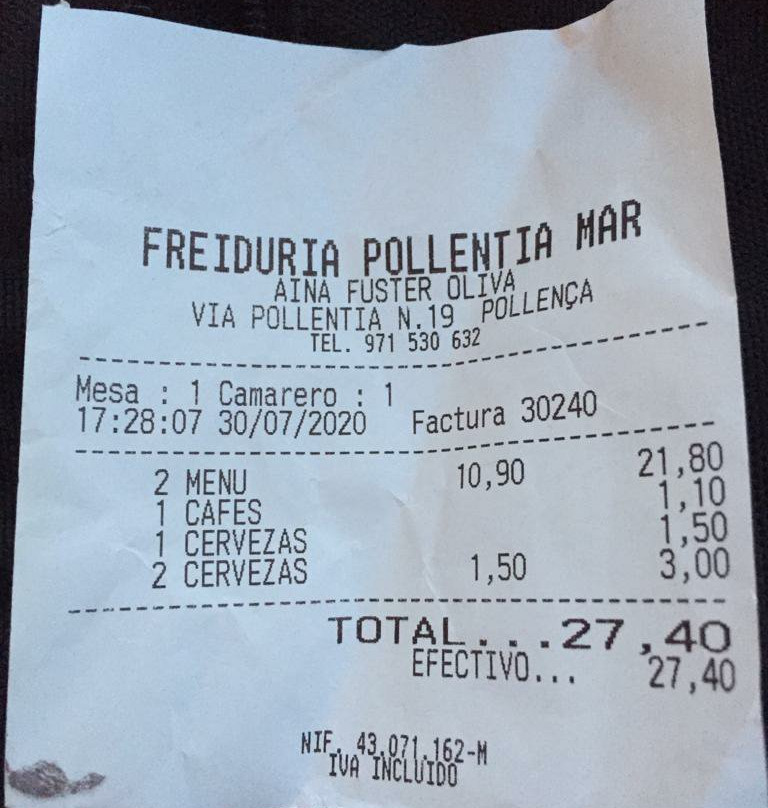 FREIDURIA POLLENTIA MAR
AINA FUSTER OLIVA
VIA POLLENTIA N.19 POLLENÇA
TEL. 971 530 632
Mesa : 1 Camarero : 1
17:28:07 30/07/2020 Factura 30240
2 MENU 10,90 21,80
1 CAFES 1,10
1 CERVEZAS 1,50
2 CERVEZAS 1,50 3,00
TOTAL...27,40
EFECTIVO... 27,40
NIF. 43.071.162-M
IVA INCLUIDO